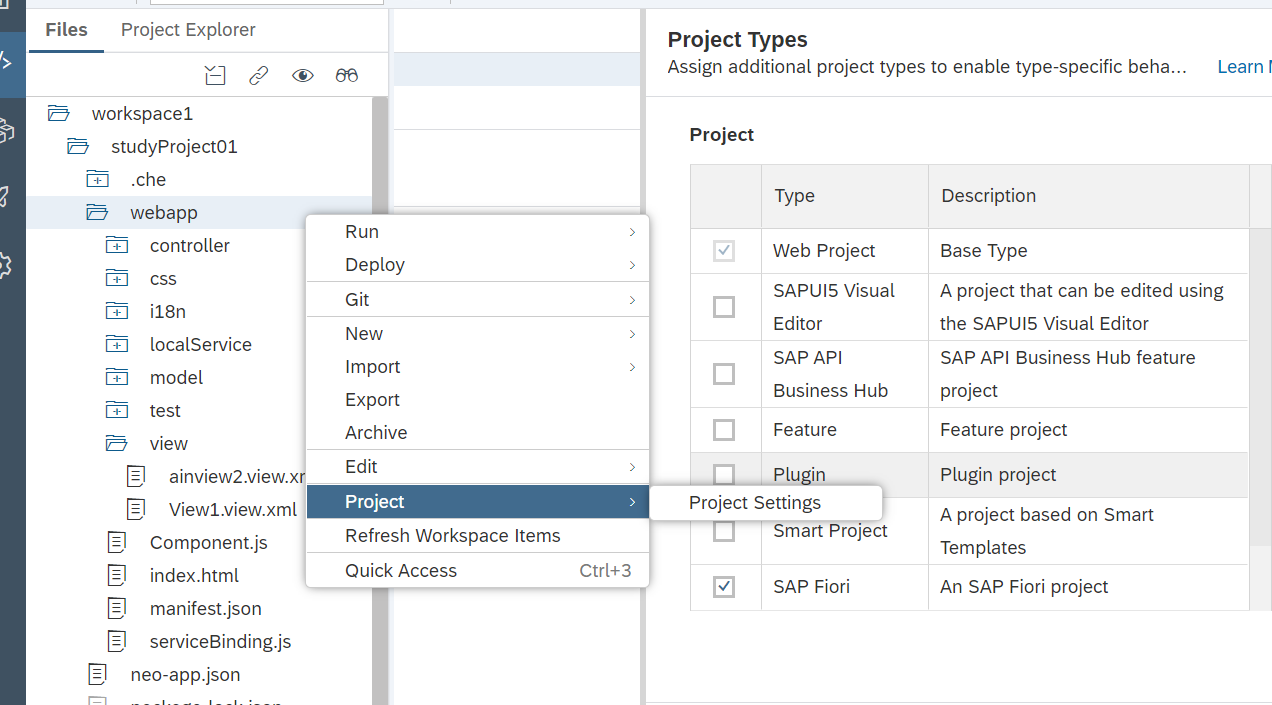 Files
Project Explorer
workspace1
studyProject01
.che
webapp
controller
css
i18n
localService
model
test
view
ainview2.view.xr
View1.view.xml
Component.js
index.html
manifest.json
serviceBinding.js
neo-app.json
Run
Deploy
Git
New
Import
Export
Archive
Edit
Project
Refresh Workspace Items
Quick Access Ctrl+3
Project Settings
Project Types
Assign additional project types to enable type-specific beha... Learn
Project
Type Description
Web Project Base Type
SAPUI5 Visual
Editor
A project that can be edited using
the SAPUI5 Visual Editor
SAP API
Business Hub
SAP API Business Hub feature
project
Feature Feature project
Plugin Plugin project
Smart Project
A project based on Smart
Templates
SAP Fiori An SAP Fiori project